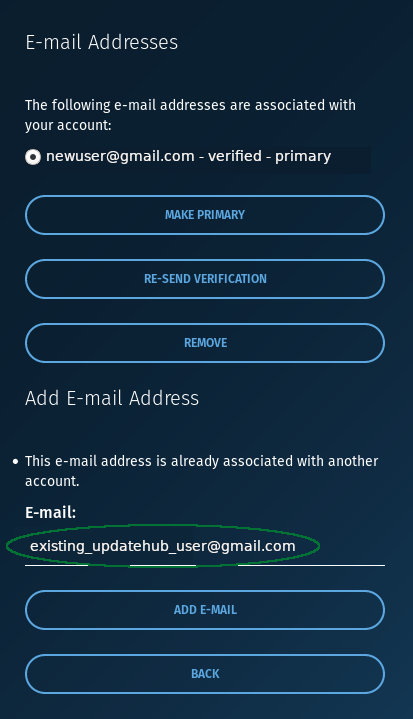 E-mail Addresses
The following e-mail addresses are associated with
your account:
newuser@gmail.com - verified - primary
MAKE PRIMARY
RE-SEND VERIFICATION
REMOVE
Add E-mail Address
• This e-mail address is already associated with another
account.
E-mail:
existing_updatehub_user@gmail.com
ADD E-MAIL
BACK